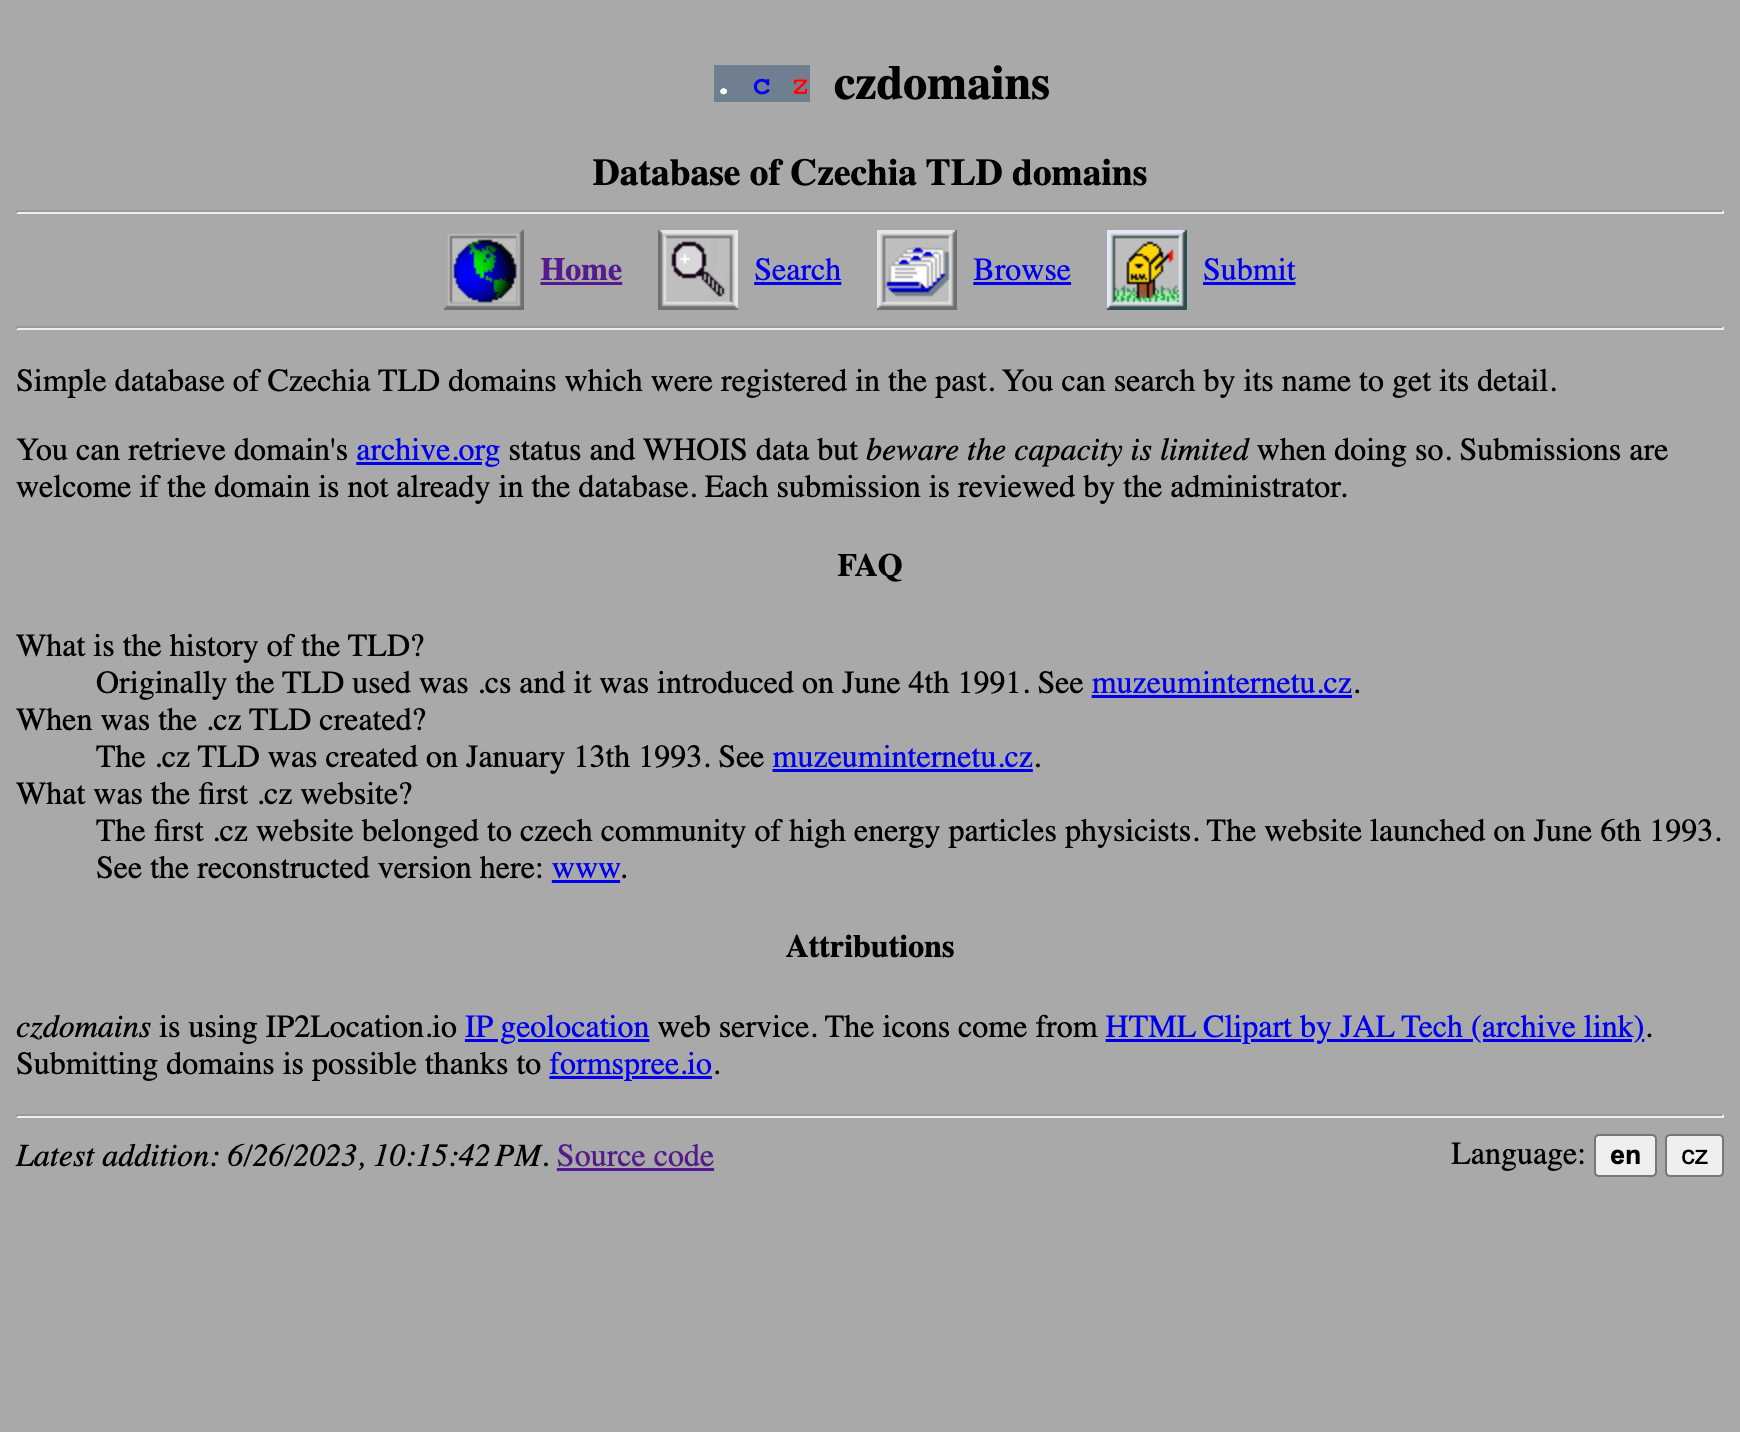 . c z czdomains
Database of Czechia TLD domains
Home Search Browse Submit
Simple database of Czechia TLD domains which were registered in the past. You can search by its name to get its detail.
You can retrieve domain's archive.org status and WHOIS data but beware the capacity is limited when doing so. Submissions are
welcome if the domain is not already in the database. Each submission is reviewed by the administrator.
FAQ
What is the history of the TLD?
Originally the TLD used was .cs and it was introduced on June 4th 1991. See muzeuminternetu.cz.
When was the .cz TLD created?
The .cz TLD was created on January 13th 1993. See muzeuminternetu.cz.
What was the first .cz website?
The first .cz website belonged to czech community of high energy particles physicists. The website launched on June 6th 1993.
See the reconstructed version here: www.
Attributions
czdomains is using IP2Location.io IP geolocation web service. The icons come from HTML Clipart by JAL Tech (archive link).
Submitting domains is possible thanks to formspree.io.
Latest addition: 6/26/2023, 10:15:42 PM. Source code Language: en cz